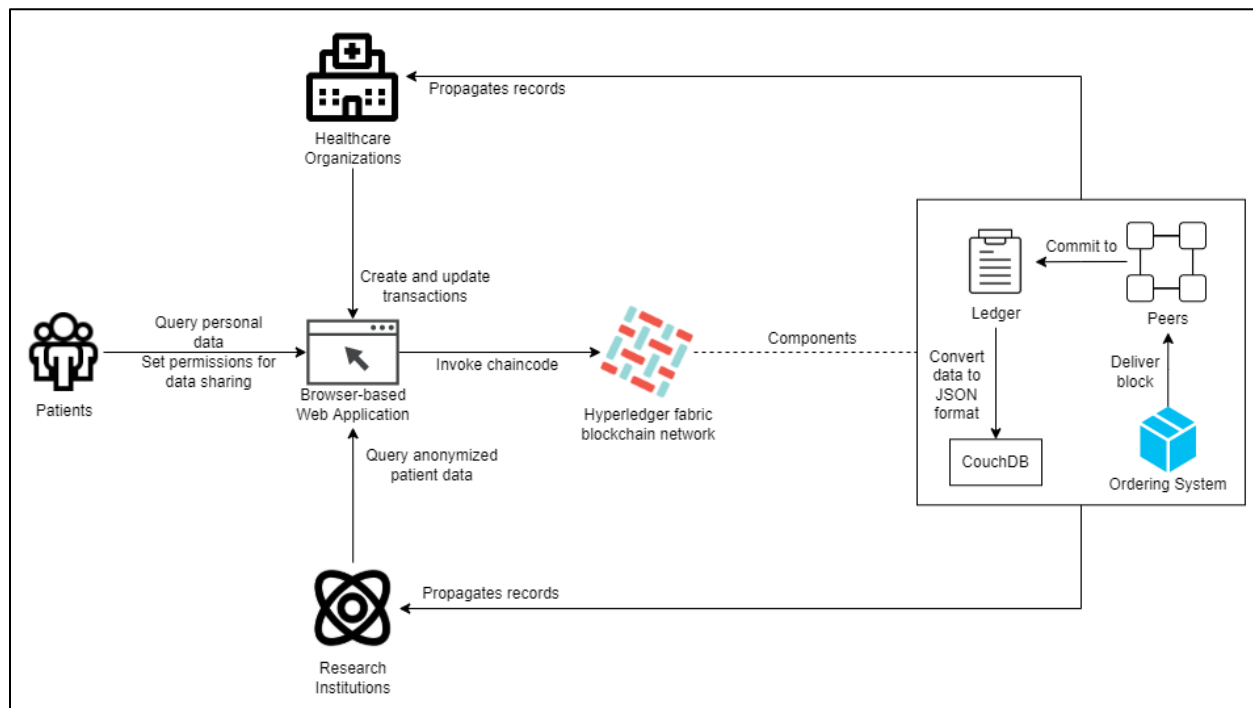 Healthcare
Organizations
Propagates records
Create and update
transactions
Query personal
data
Set permissions for
data sharing
Patients
Browser-based
Web Application
Invoke chaincode
Hyperledger fabric
blockchain network
Components
Ledger
Commit to
Peers
Convert
data to
JSON
format
Deliver
block
CouchDB
Ordering System
Query anonymized
patient data
Propagates records
Research
Institutions